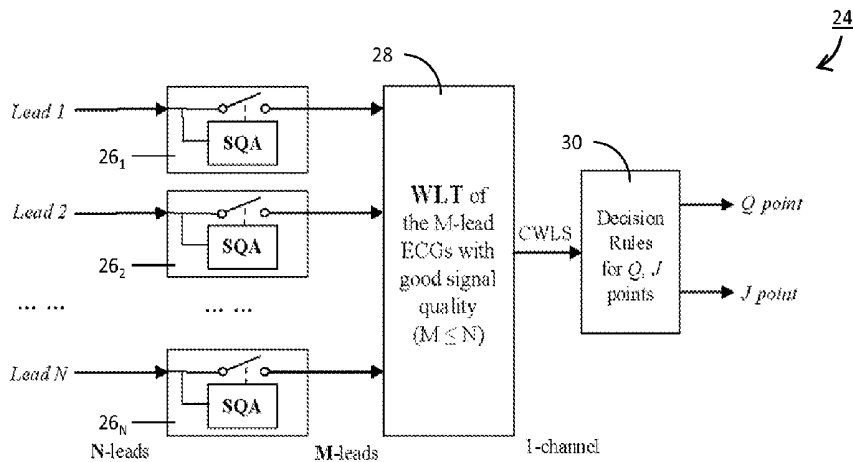 24
28
Lead 1
SQA
26₁
30
Lead 2
SQA
26₂
WLT of
the M-lead
ECGs with
good signal
quality
(M ≤ N)
CWLS
Decision
Rules
for Q, J
points
Q point
J point
... ...
... ...
Lead N
SQA
26N
N-leads
M-leads
1-channel